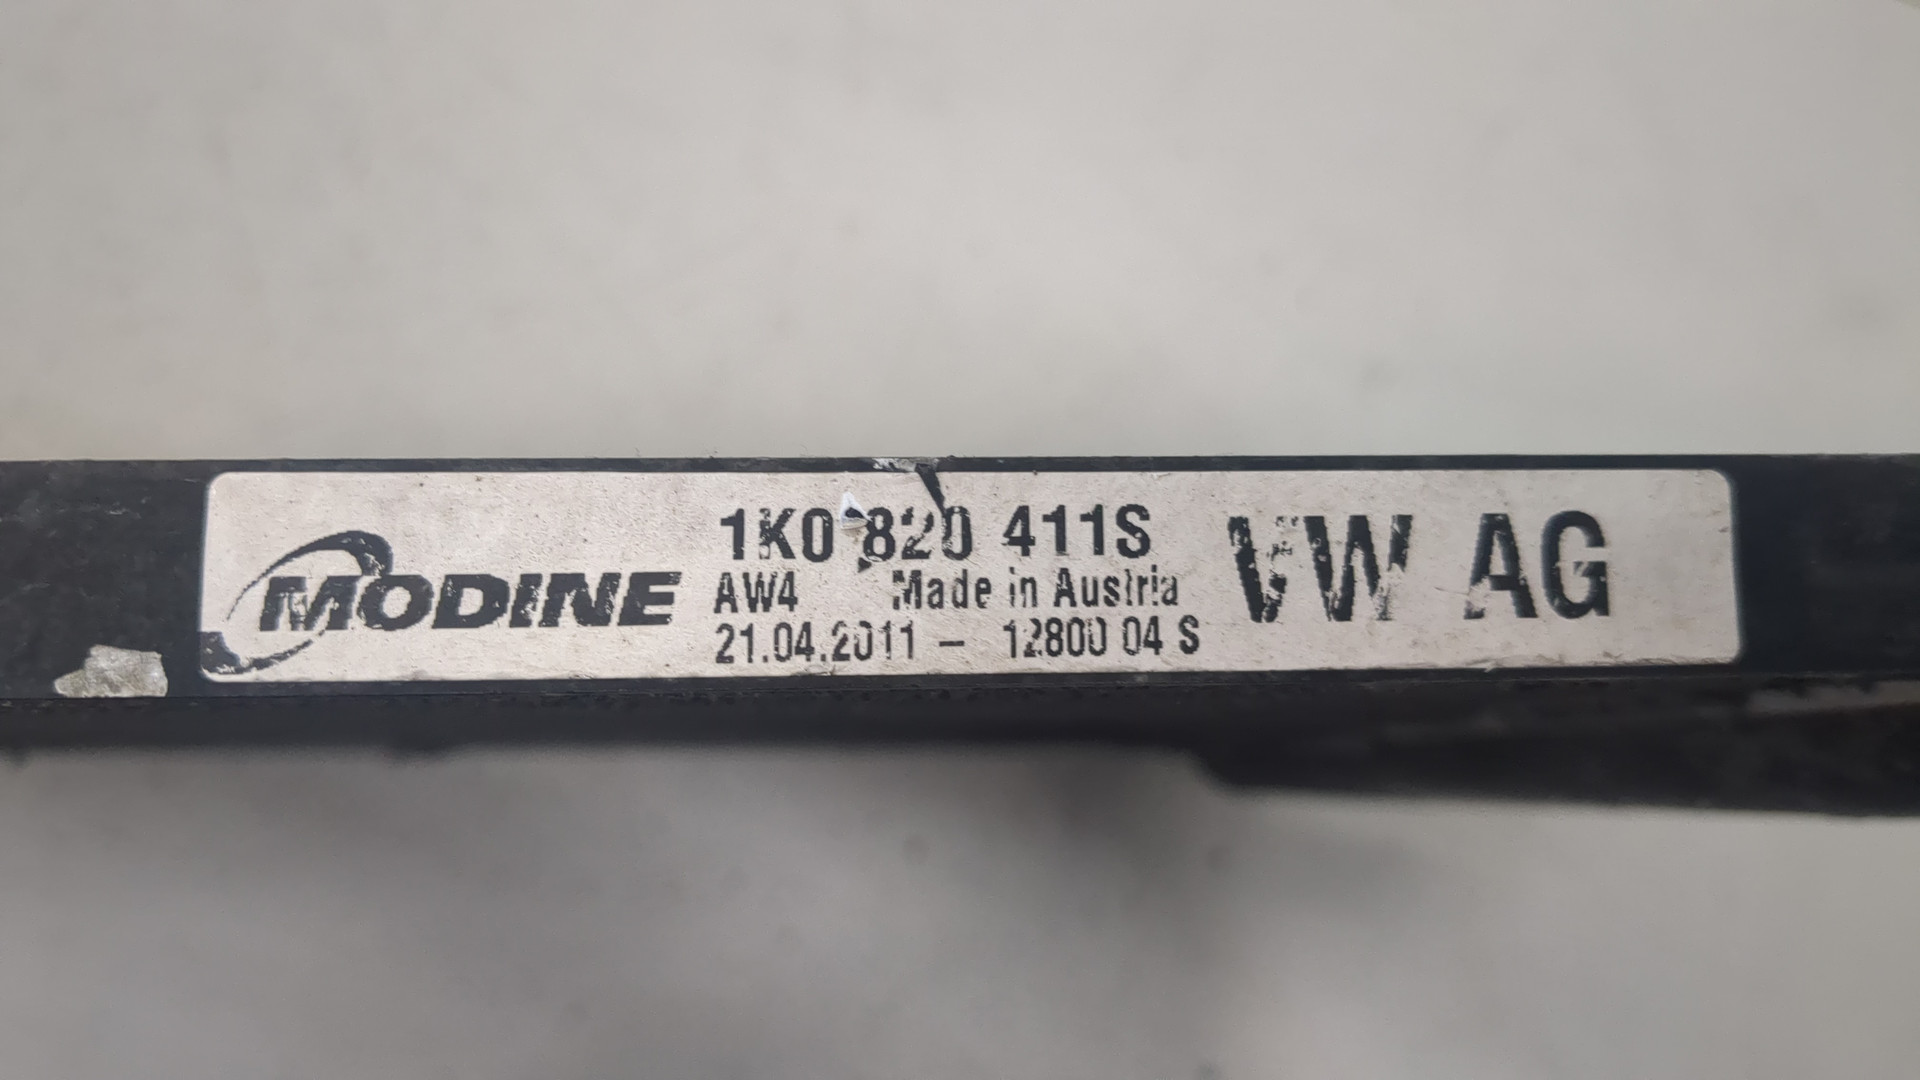 MODINE
1K0 820 411S
AW4 Made in Austria
21.04.2011 - 12800 04 S
VW AG